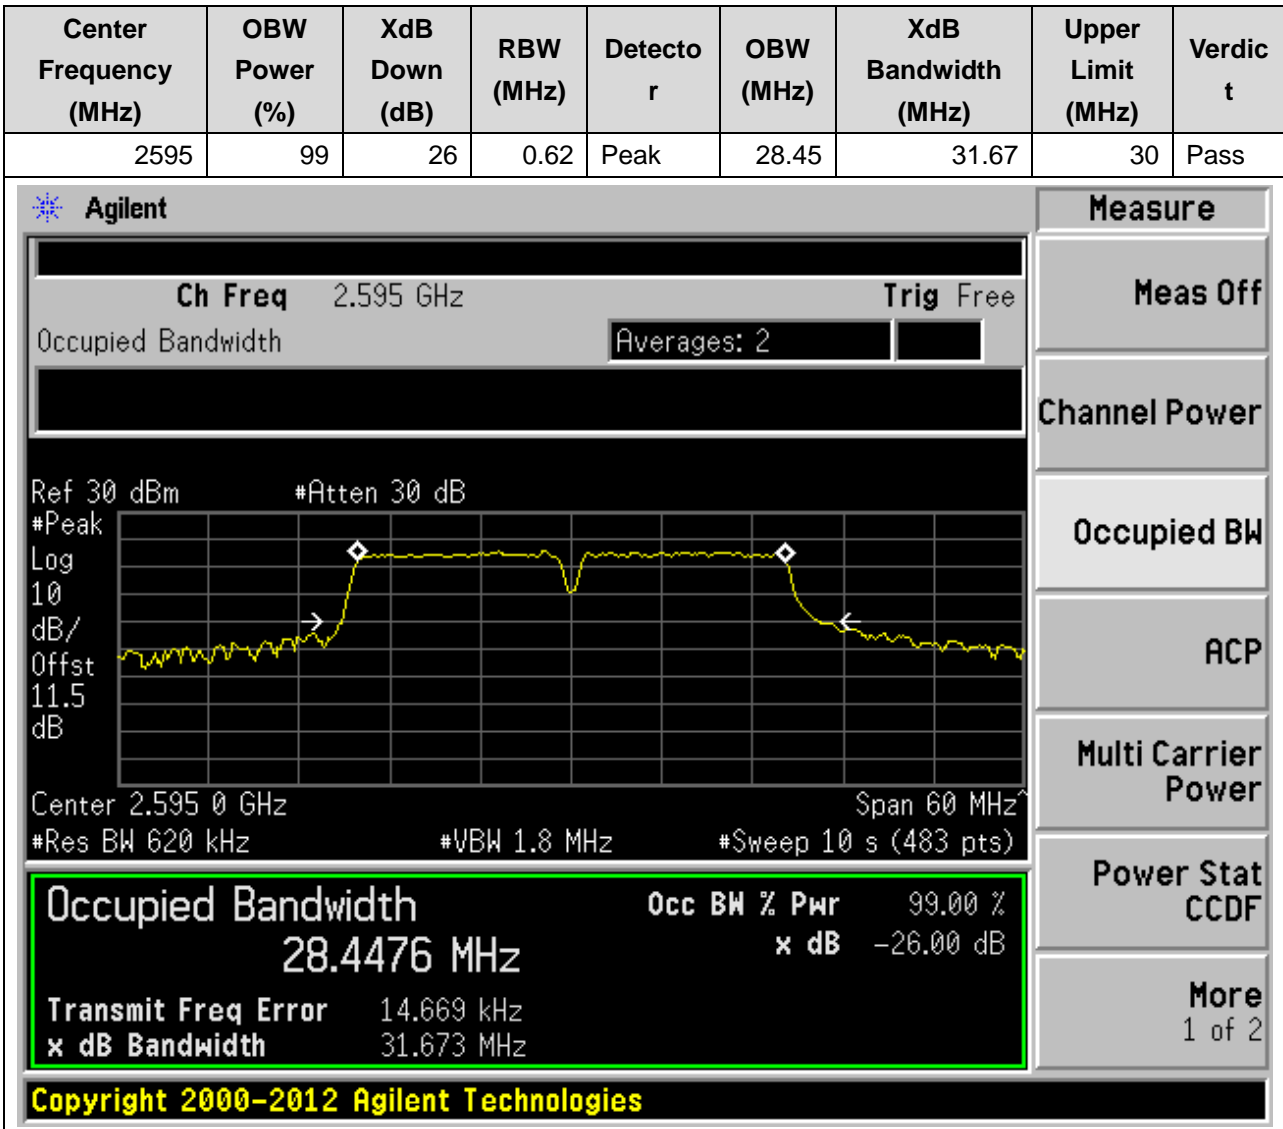 Center Frequency (MHz) OBW Power (%) XdB Down (dB) RBW (MHz) Detecto r OBW (MHz) XdB Bandwidth (MHz) Upper Limit (MHz) Verdic t
2595 99 26 0.62 Peak 28.45 31.67 30 Pass
Agilent
Measure
Ch Freq 2.595 GHz Trig Free
Meas Off
Occupied Bandwidth Averages: 2
Channel Power
Ref 30 dBm #Atten 30 dB
#Peak
Log
10
dB/
Offst
11.5
dB
Occupied BW
ACP
Multi Carrier
Power
Center 2.595 0 GHz Span 60 MHz^
#Res BW 620 kHz #VBW 1.8 MHz #Sweep 10 s (483 pts)
Power Stat
CCDF
Occupied Bandwidth Occ BW % Pwr 99.00 %
28.4476 MHz x dB -26.00 dB
Transmit Freq Error 14.669 kHz
x dB Bandwidth 31.673 MHz
More
1 of 2
Copyright 2000-2012 Agilent Technologies